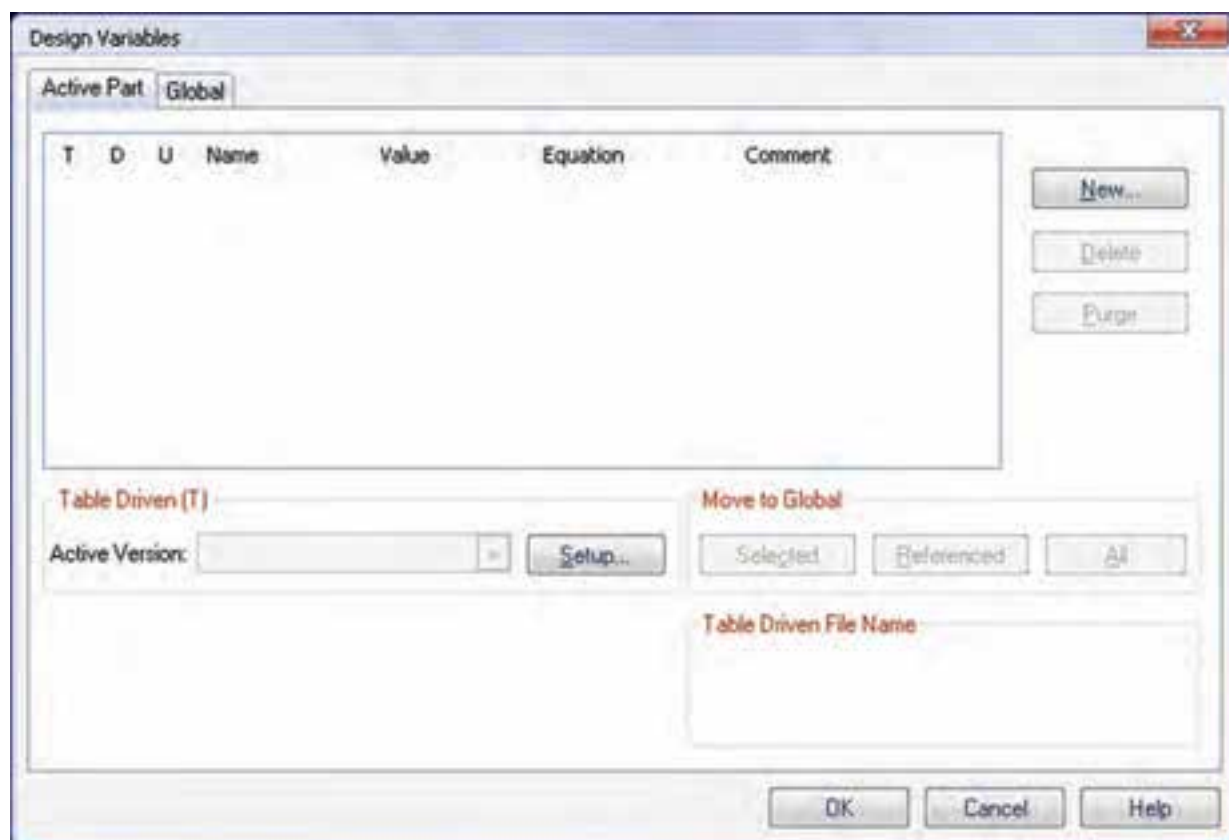 Design Variables
Active Part Global
T D U Name Value Equation Comment
New...
Delete
Purge
Table Driven (T)
Active Version:
Setup...
Move to Global
Selected Referenced All
Table Driven File Name
OK Cancel Help